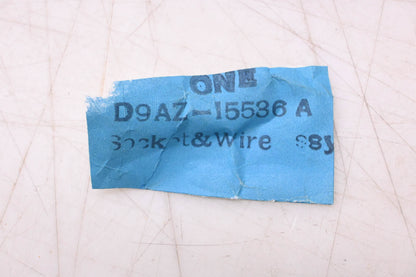 ONE
D9AZ-15536 A
Socket&Wire ssy